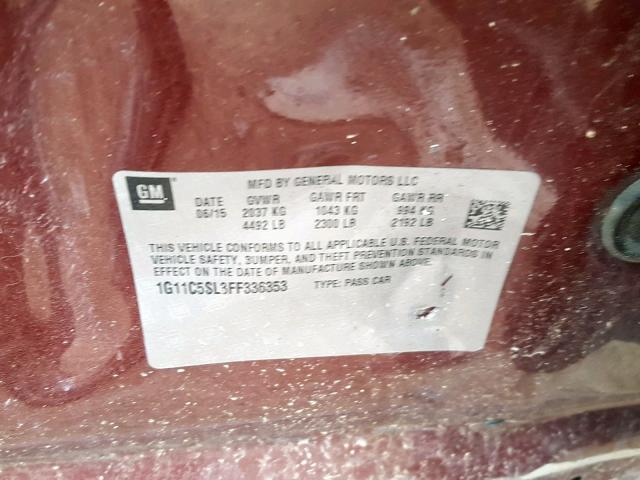 GM
MFD BY GENERAL MOTORS LLC
DATE GVWR GAWR FRT GAWR RR
06/15 2037 KG 1043 KG 994 KG
4492 LB 2300 LB 2192 LB
THIS VEHICLE CONFORMS TO ALL APPLICABLE U.S. FEDERAL MOTOR
VEHICLE SAFETY, BUMPER, AND THEFT PREVENTION STANDARDS IN
EFFECT ON THE DATE OF MANUFACTURE SHOWN ABOVE.
1G11C5SL3FF336353 TYPE: PASS CAR